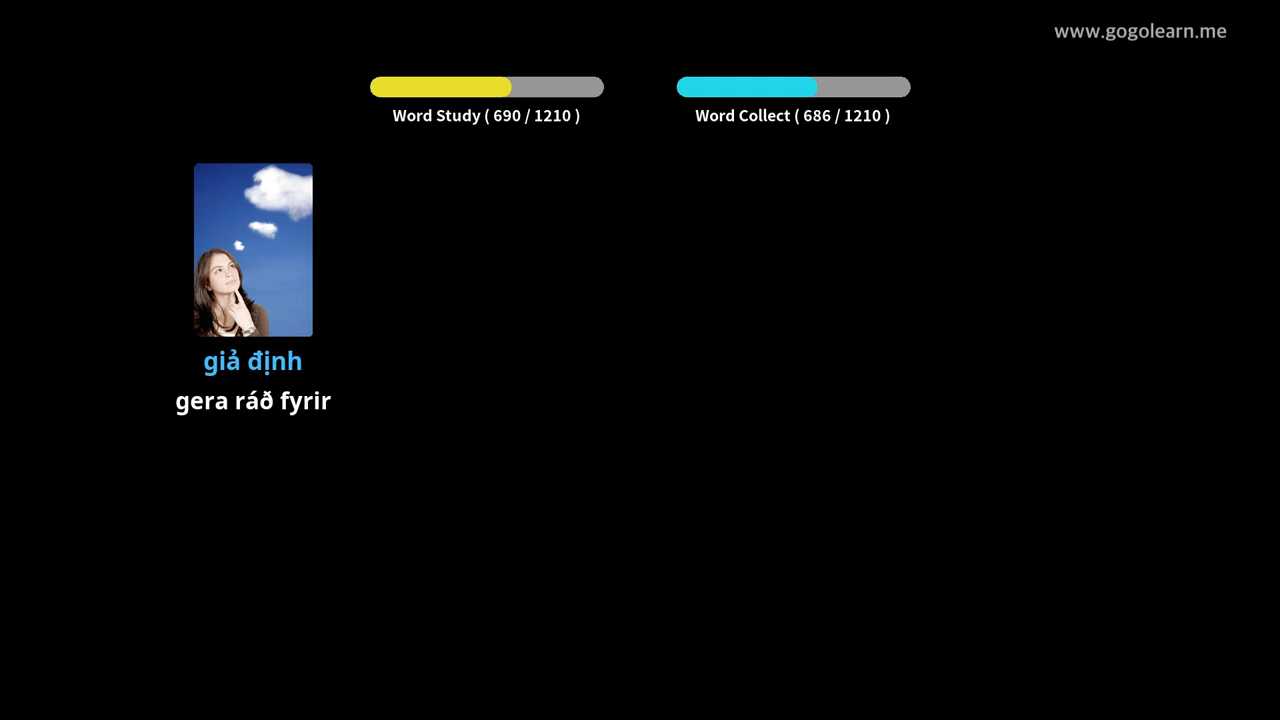 www.gogolearn.me
Word Study ( 690 / 1210 )
Word Collect ( 686 / 1210 )
giả định
gera ráð fyrir